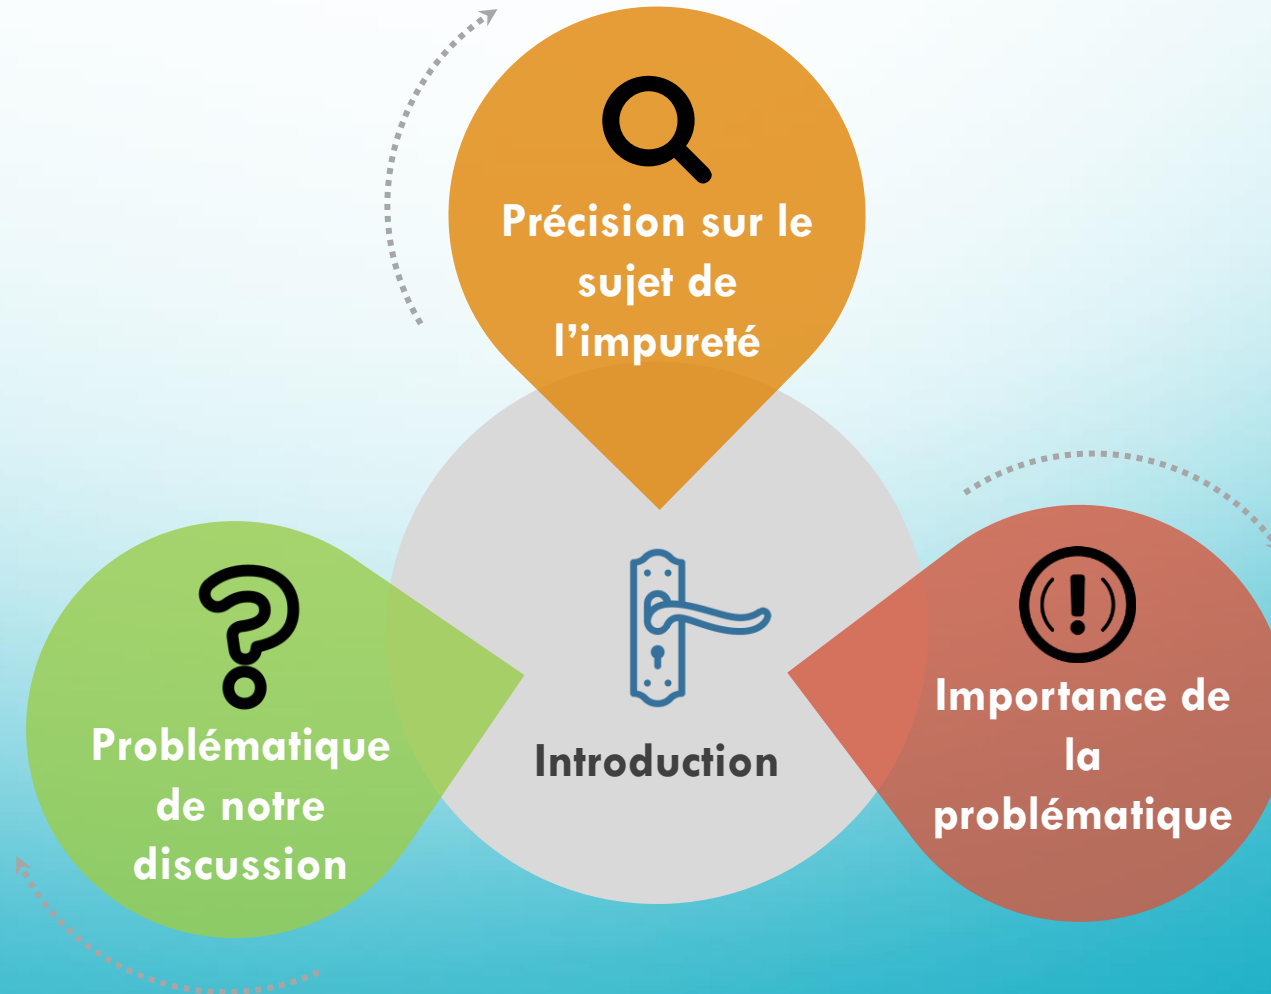 Précision sur le
sujet de
l’impureté
Problématique
de notre
discussion
Introduction
Importance de
la
problématique